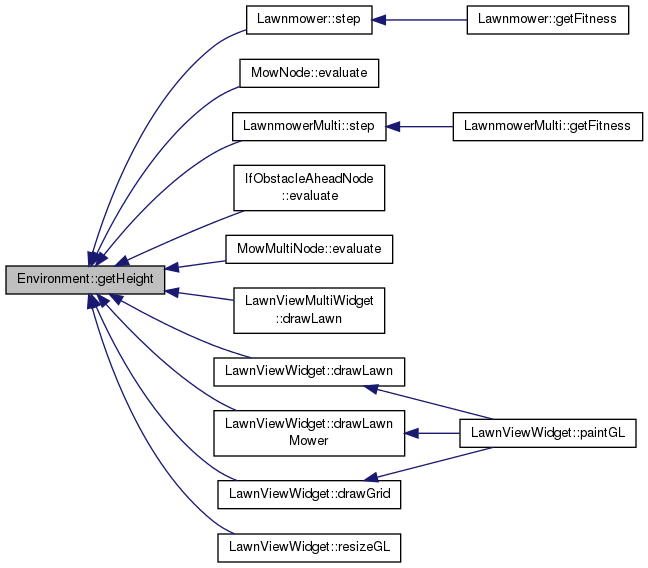 Lawnmower::step
Lawnmower::getFitness
MowNode::evaluate
LawnmowerMulti::step
LawnmowerMulti::getFitness
IfObstacleAheadNode
::evaluate
MowMultiNode::evaluate
Environment::getHeight
LawnViewMultiWidget
::drawLawn
LawnViewWidget::drawLawn
LawnViewWidget::drawLawn
Mower
LawnViewWidget::paintGL
LawnViewWidget::drawGrid
LawnViewWidget::resizeGL